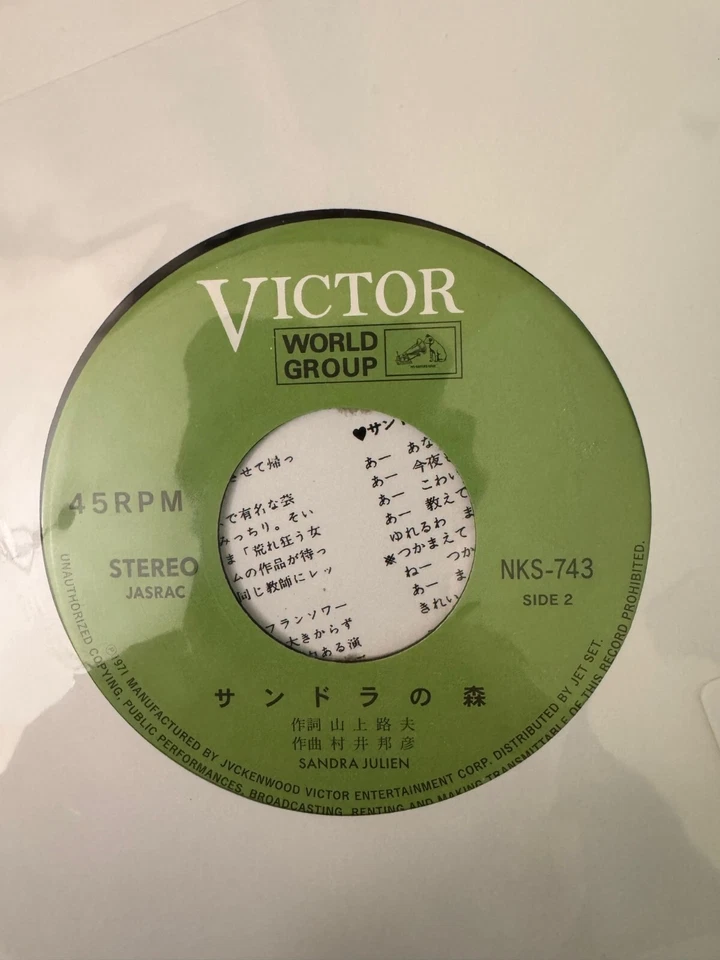 VICTOR
WORLD
GROUP
45RPM
STEREO
JASRAC
NKS-743
SIDE 2
させて帰っ
で有名な芸
みっちり。そい
ま「荒れ狂う女
ムの作品が待っ
同じ教師にレッ
フランソワー
大きからず
ある演
♥サンド
あー あな
あー 今夜
あー こわい
あー 教えて
ゆれるわ ま
※つかまえて
ねー つか
あー ま
きれい
サンドラの森
作詞 山上路夫
作曲 村井邦彦
SANDRA JULIEN
℗1971 MANUFACTURED BY JVCKENWOOD VICTOR ENTERTAINMENT CORP. DISTRIBUTED BY JET SET.
UNAUTHORIZED COPYING, PUBLIC PERFORMANCES, BROADCASTING, RENTING AND MAKING TRANSMITTABLE OF THIS RECORD PROHIBITED.